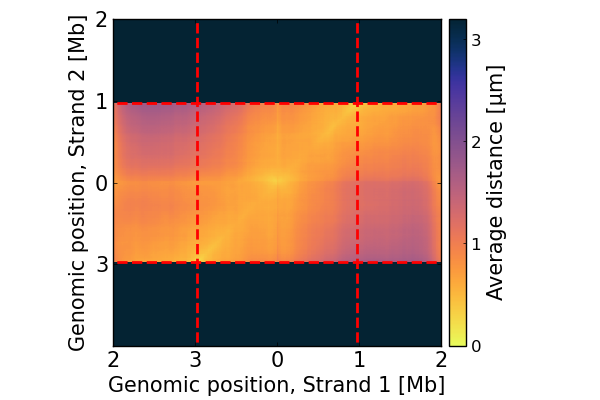 2
1
0
3
Genomic position, Strand 2 [Mb]
2 3 0 1 2
Genomic position, Strand 1 [Mb]
3
2
1
0
Average distance [µm]